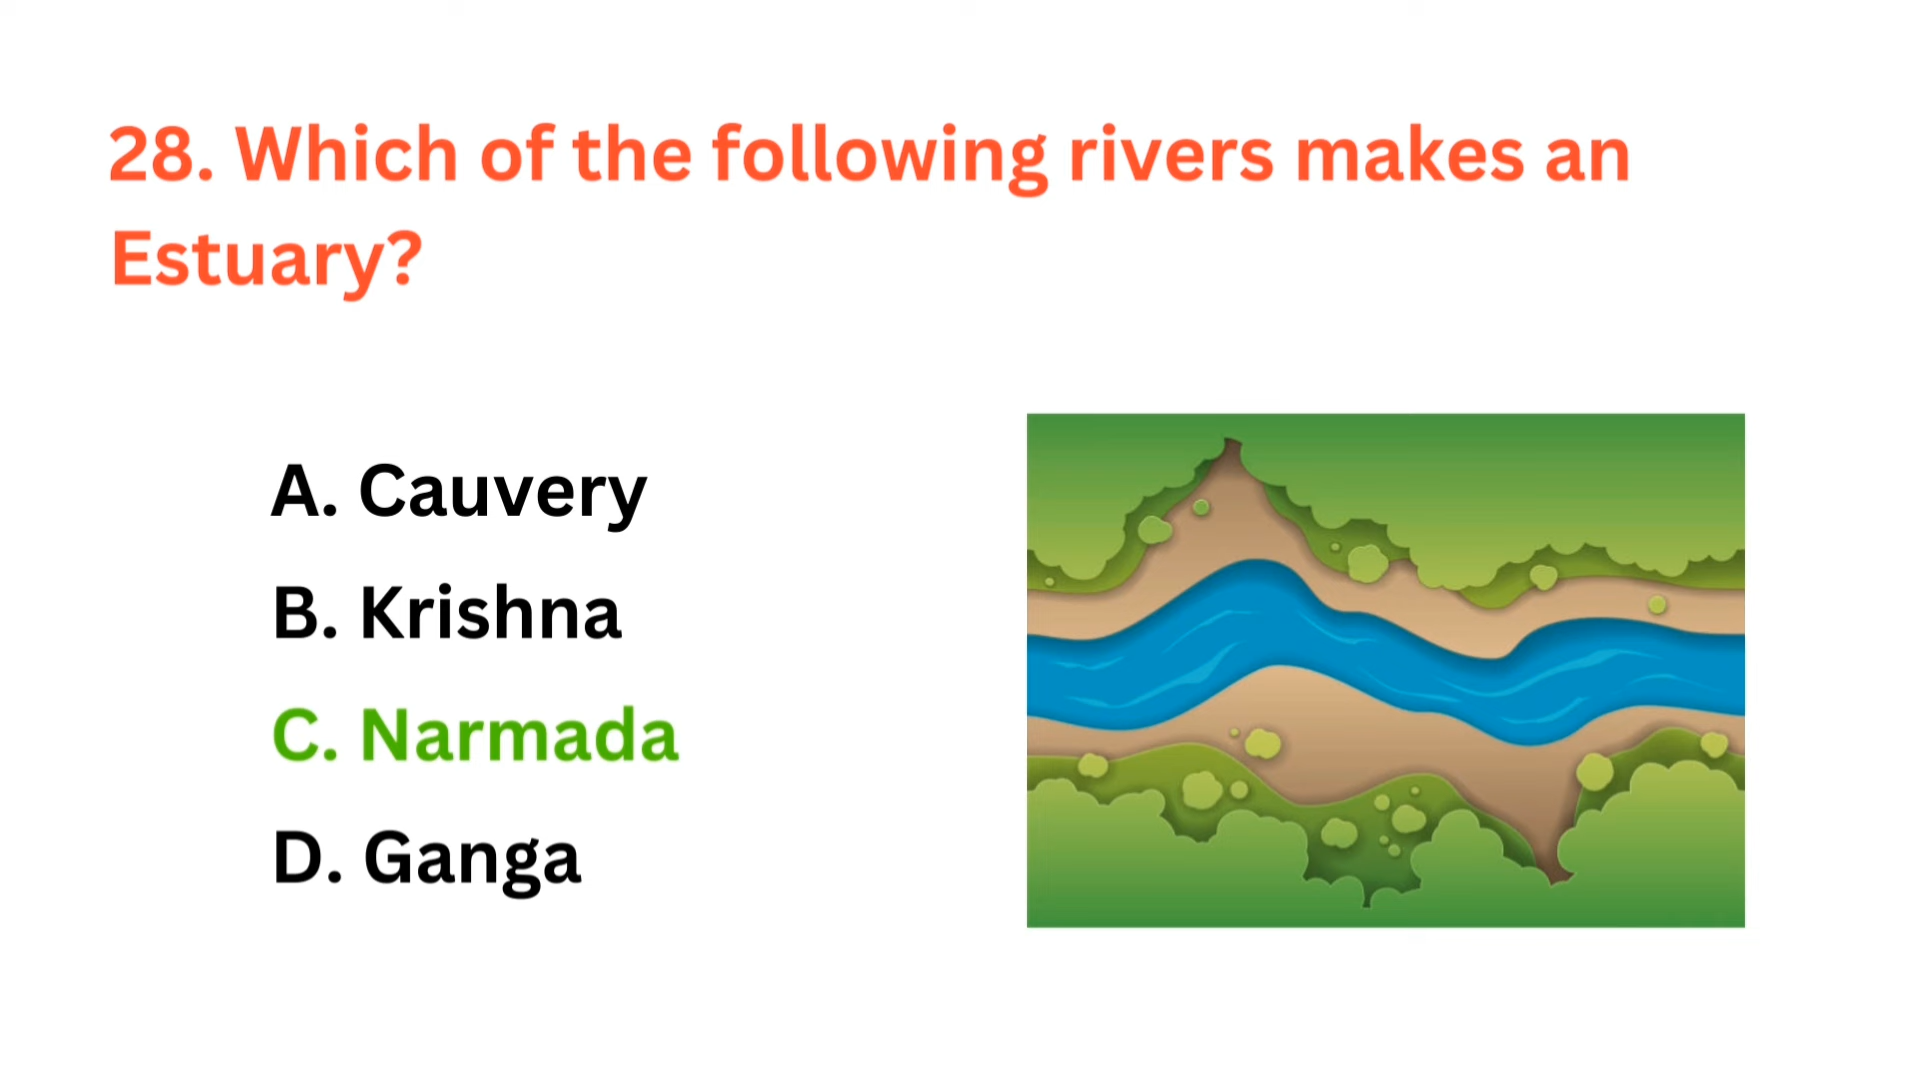 28. Which of the following rivers makes an
Estuary?
A. Cauvery
B. Krishna
C. Narmada
D. Ganga